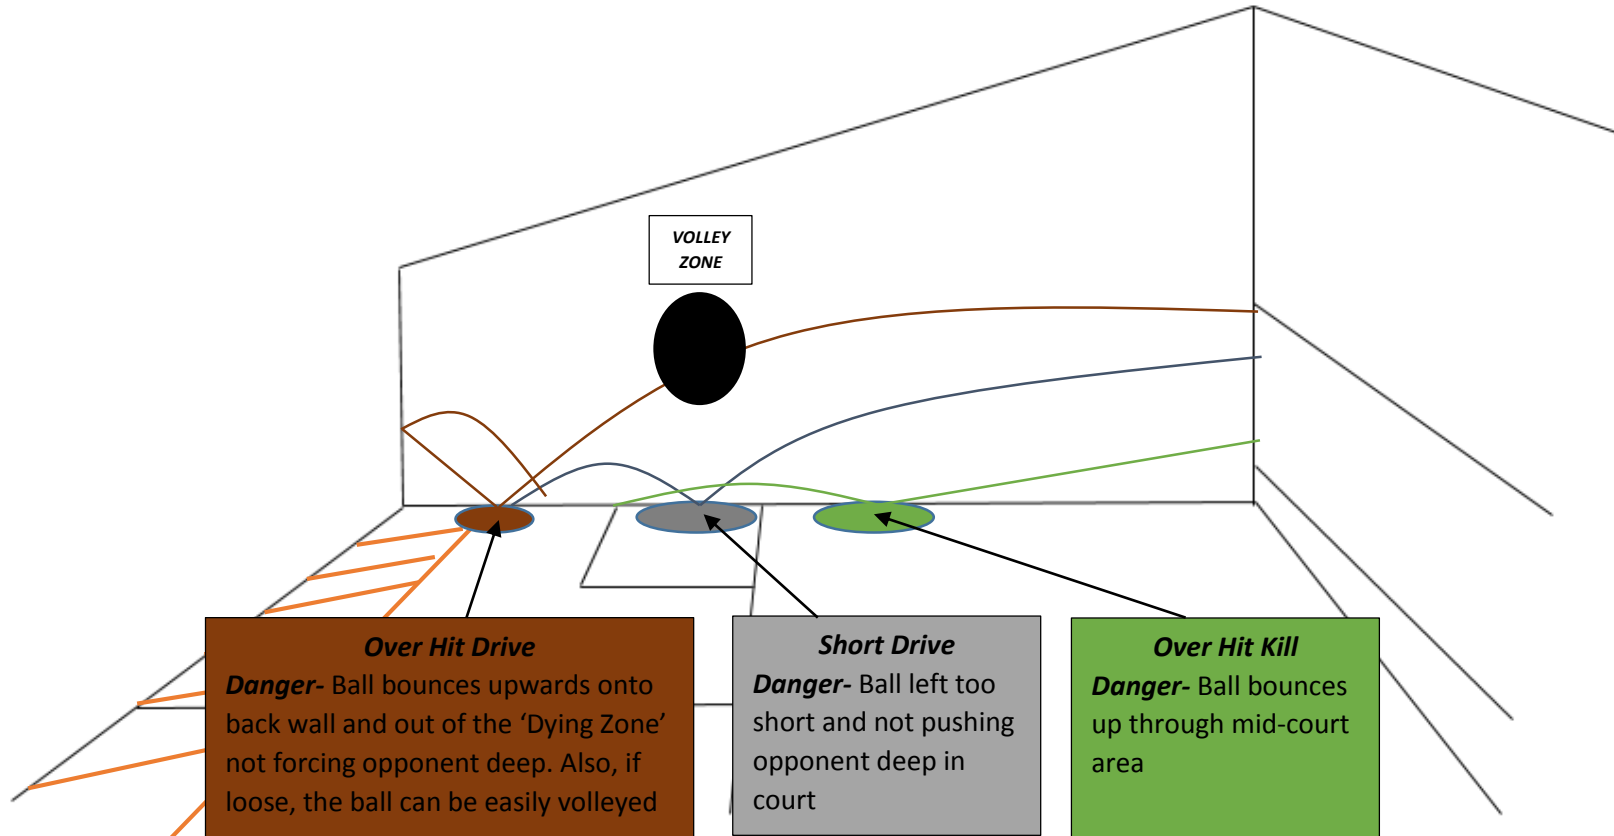 VOLLEY
ZONE
Over Hit Drive
Danger- Ball bounces upwards onto
back wall and out of the ‘Dying Zone’
not forcing opponent deep. Also, if
loose, the ball can be easily volleyed
Short Drive
Danger- Ball left too
short and not pushing
opponent deep in
court
Over Hit Kill
Danger- Ball bounces
up through mid-court
area